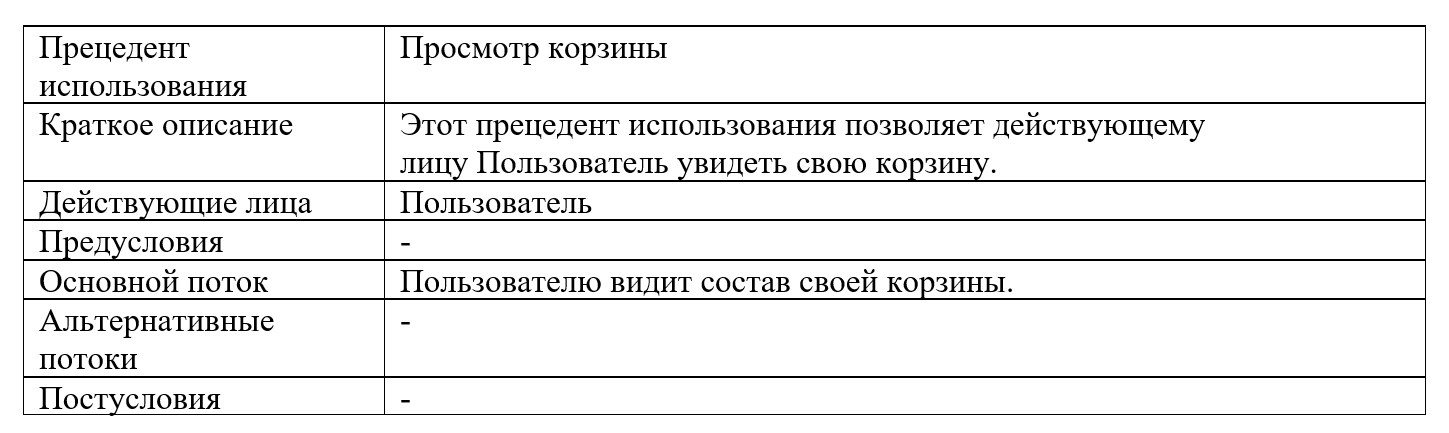 Прецедент
использования
Просмотр корзины
Краткое описание
Этот прецедент использования позволяет действующему
лицу Пользователь увидеть свою корзину.
Действующие лица
Пользователь
Предусловия
-
Основной поток
Пользователю видит состав своей корзины.
Альтернативные
потоки
-
Постусловия
-